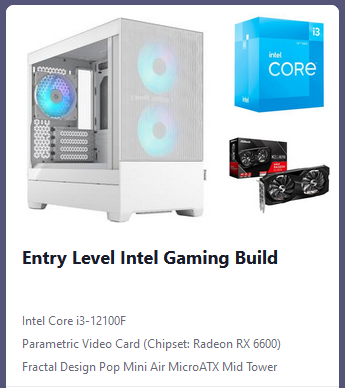 intel
i3
intel
CORE
Entry Level Intel Gaming Build
Intel Core i3-12100F
Parametric Video Card (Chipset: Radeon RX 6600)
Fractal Design Pop Mini Air MicroATX Mid Tower